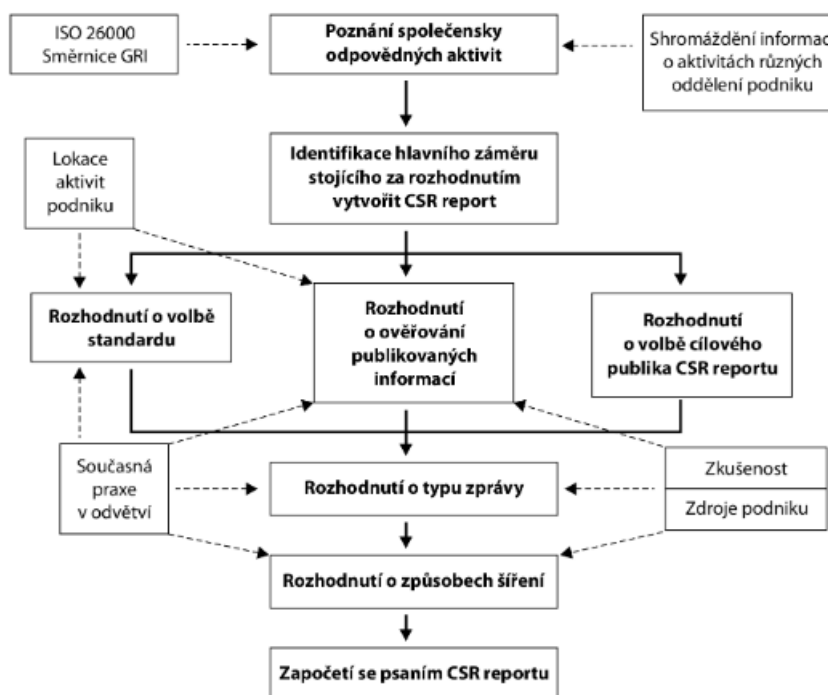 ISO 26000
Směrnice GRI
Poznání společensky
odpovědných aktivit
Shromáždění informac
o aktivitách různých
oddělení podniku
Lokace
aktivit
podniku
Identifikace hlavního záměru
stojícího za rozhodnutím
vytvořit CSR report
Rozhodnutí o volbě
standardu
Rozhodnutí
o ověřování
publikovaných
informací
Rozhodnutí
o volbě cílového
publika CSR reportu
Současná
praxe
v odvětví
Rozhodnutí o typu zprávy
Zkušenost
Zdroje podniku
Rozhodnutí o způsobech šíření
Započetí se psaním CSR reportu